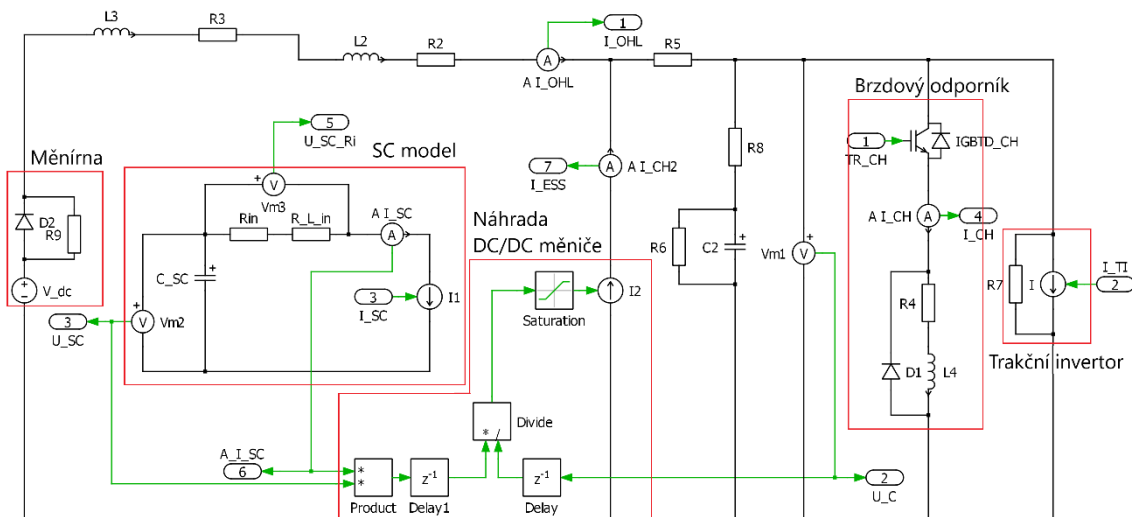 L3
R3
L2
R2
A I_OHL
1
I_OHL
R5
Brzdový odporník
1
TR_CH
IGBTD_CH
5
U_SC_Ri
SC model
7
I_ESS
A I_CH2
R8
Měnírna
D2
R9
V_dc
V
Vm3
Rin
R_L_in
A
A I_SC
Náhrada
DC/DC měniče
C_SC
3
I_SC
I1
V
Vm2
3
U_SC
Saturation
I2
R6
C2
Vm1
V
A I_CH
A
4
I_CH
R4
D1
L4
R7
I
I_TI
2
Trakční invertor
* /
Divide
A_I_SC
6
*
*
Product
z⁻¹
Delay1
z⁻¹
Delay
2
U_C
A
A